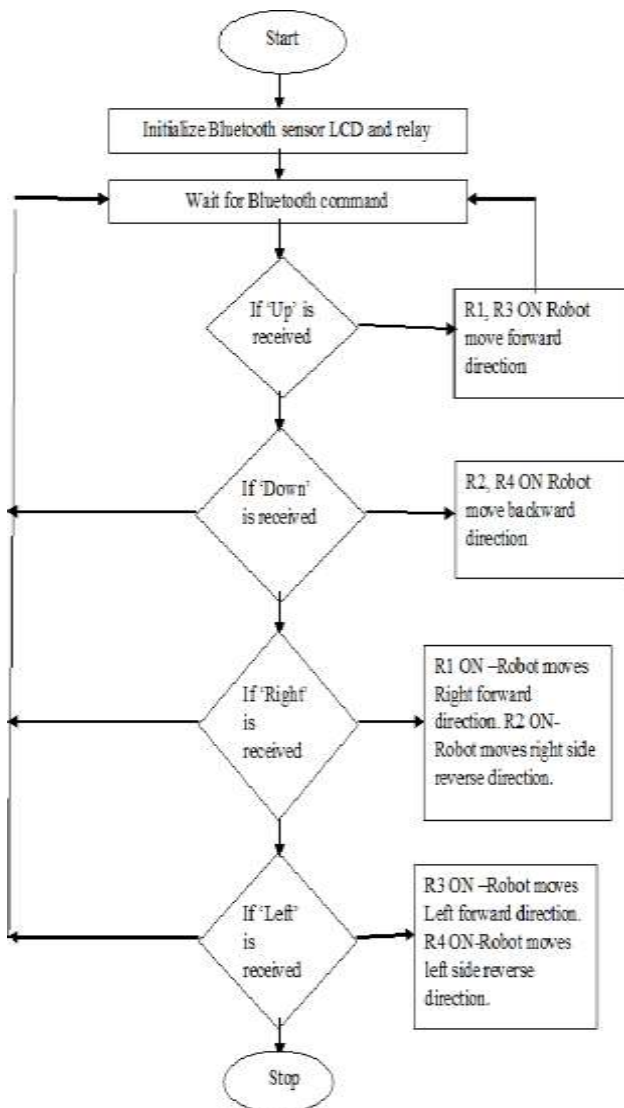 Start
Initialize Bluetooth sensor LCD and relay
Wait for Bluetooth command
If ‘Up’ is
received
R1, R3 ON Robot
move forward
direction
If ‘Down’
is received
R2, R4 ON Robot
move backward
direction
If ‘Right’
is
received
R1 ON –Robot moves
Right forward
direction. R2 ON-
Robot moves right side
reverse direction.
If ‘Left’
is
received
R3 ON –Robot moves
Left forward direction.
R4 ON-Robot moves
left side reverse
direction.
Stop